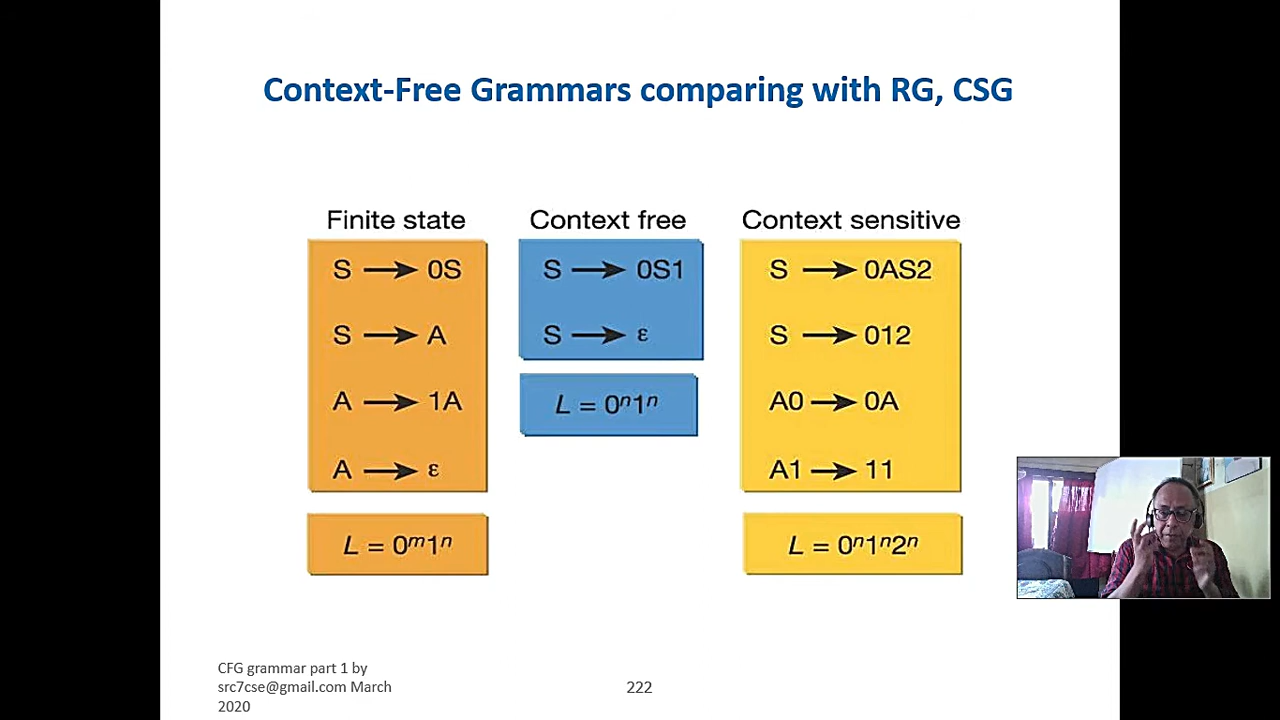 Context-Free Grammars comparing with RG, CSG
Finite state
S → 0S
S → A
A → 1A
A → ε
L = 0ᵐ1ⁿ
Context free
S → 0S1
S → ε
L = 0ⁿ1ⁿ
Context sensitive
S → 0AS2
S → 012
A0 → 0A
A1 → 11
L = 0ⁿ1ⁿ2ⁿ
CFG grammar part 1 by
src7cse@gmail.com March
2020
222